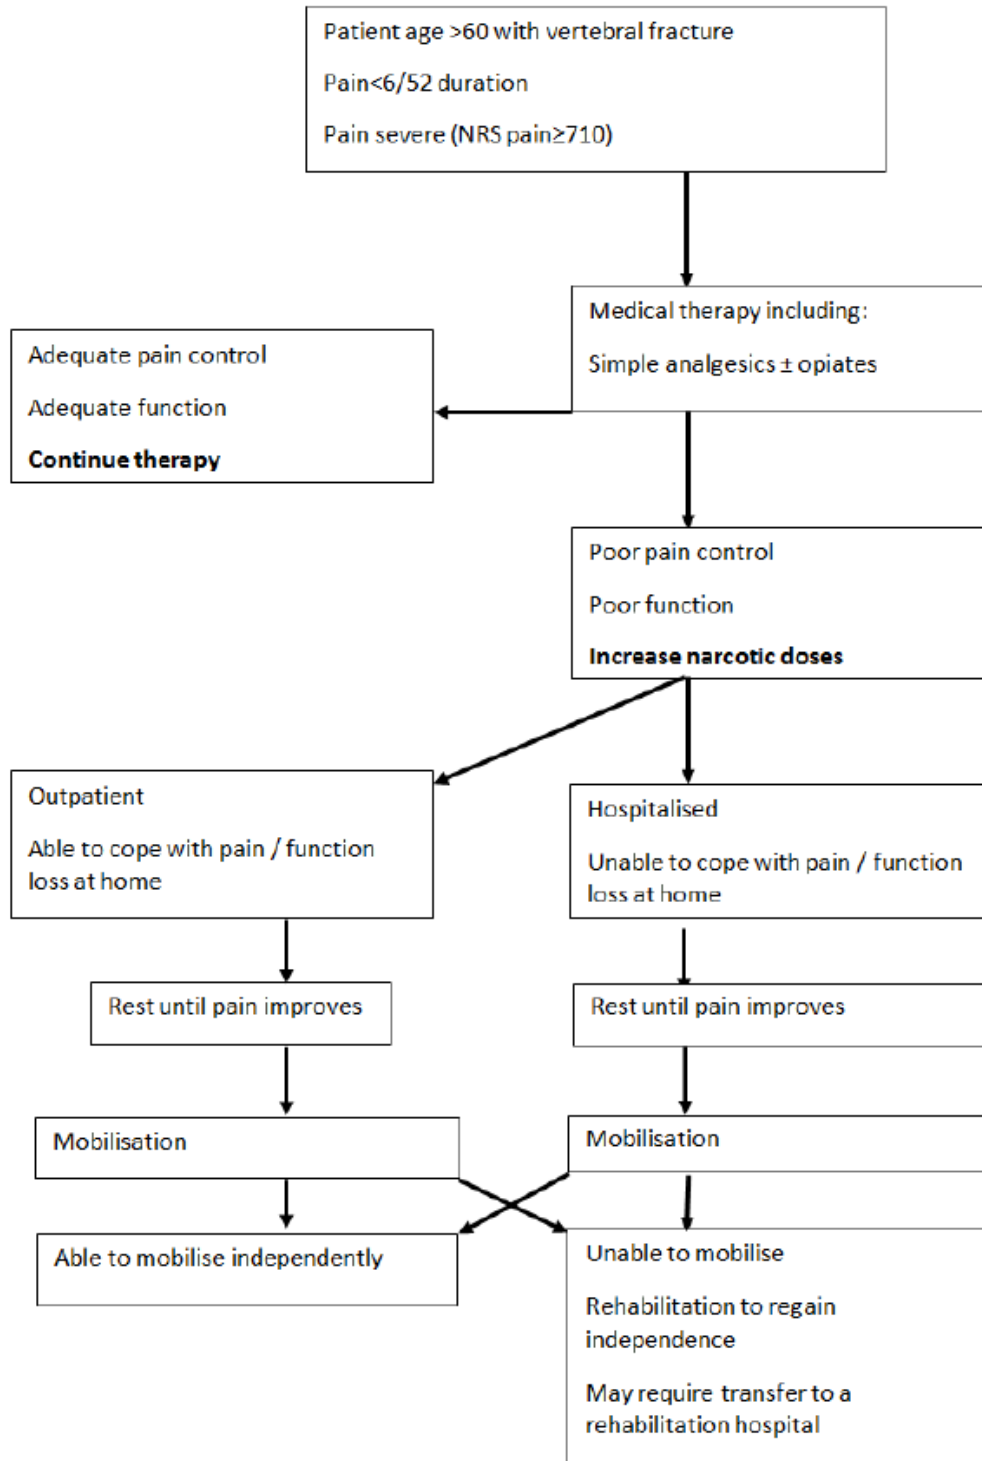 Patient age >60 with vertebral fracture
Pain<6/52 duration
Pain severe (NRS pain≥710)
Medical therapy including:
Simple analgesics ± opiates
Adequate pain control
Adequate function
Continue therapy
Poor pain control
Poor function
Increase narcotic doses
Outpatient
Able to cope with pain / function
loss at home
Hospitalised
Unable to cope with pain / function
loss at home
Rest until pain improves
Rest until pain improves
Mobilisation
Mobilisation
Able to mobilise independently
Unable to mobilise
Rehabilitation to regain
independence
May require transfer to a
rehabilitation hospital